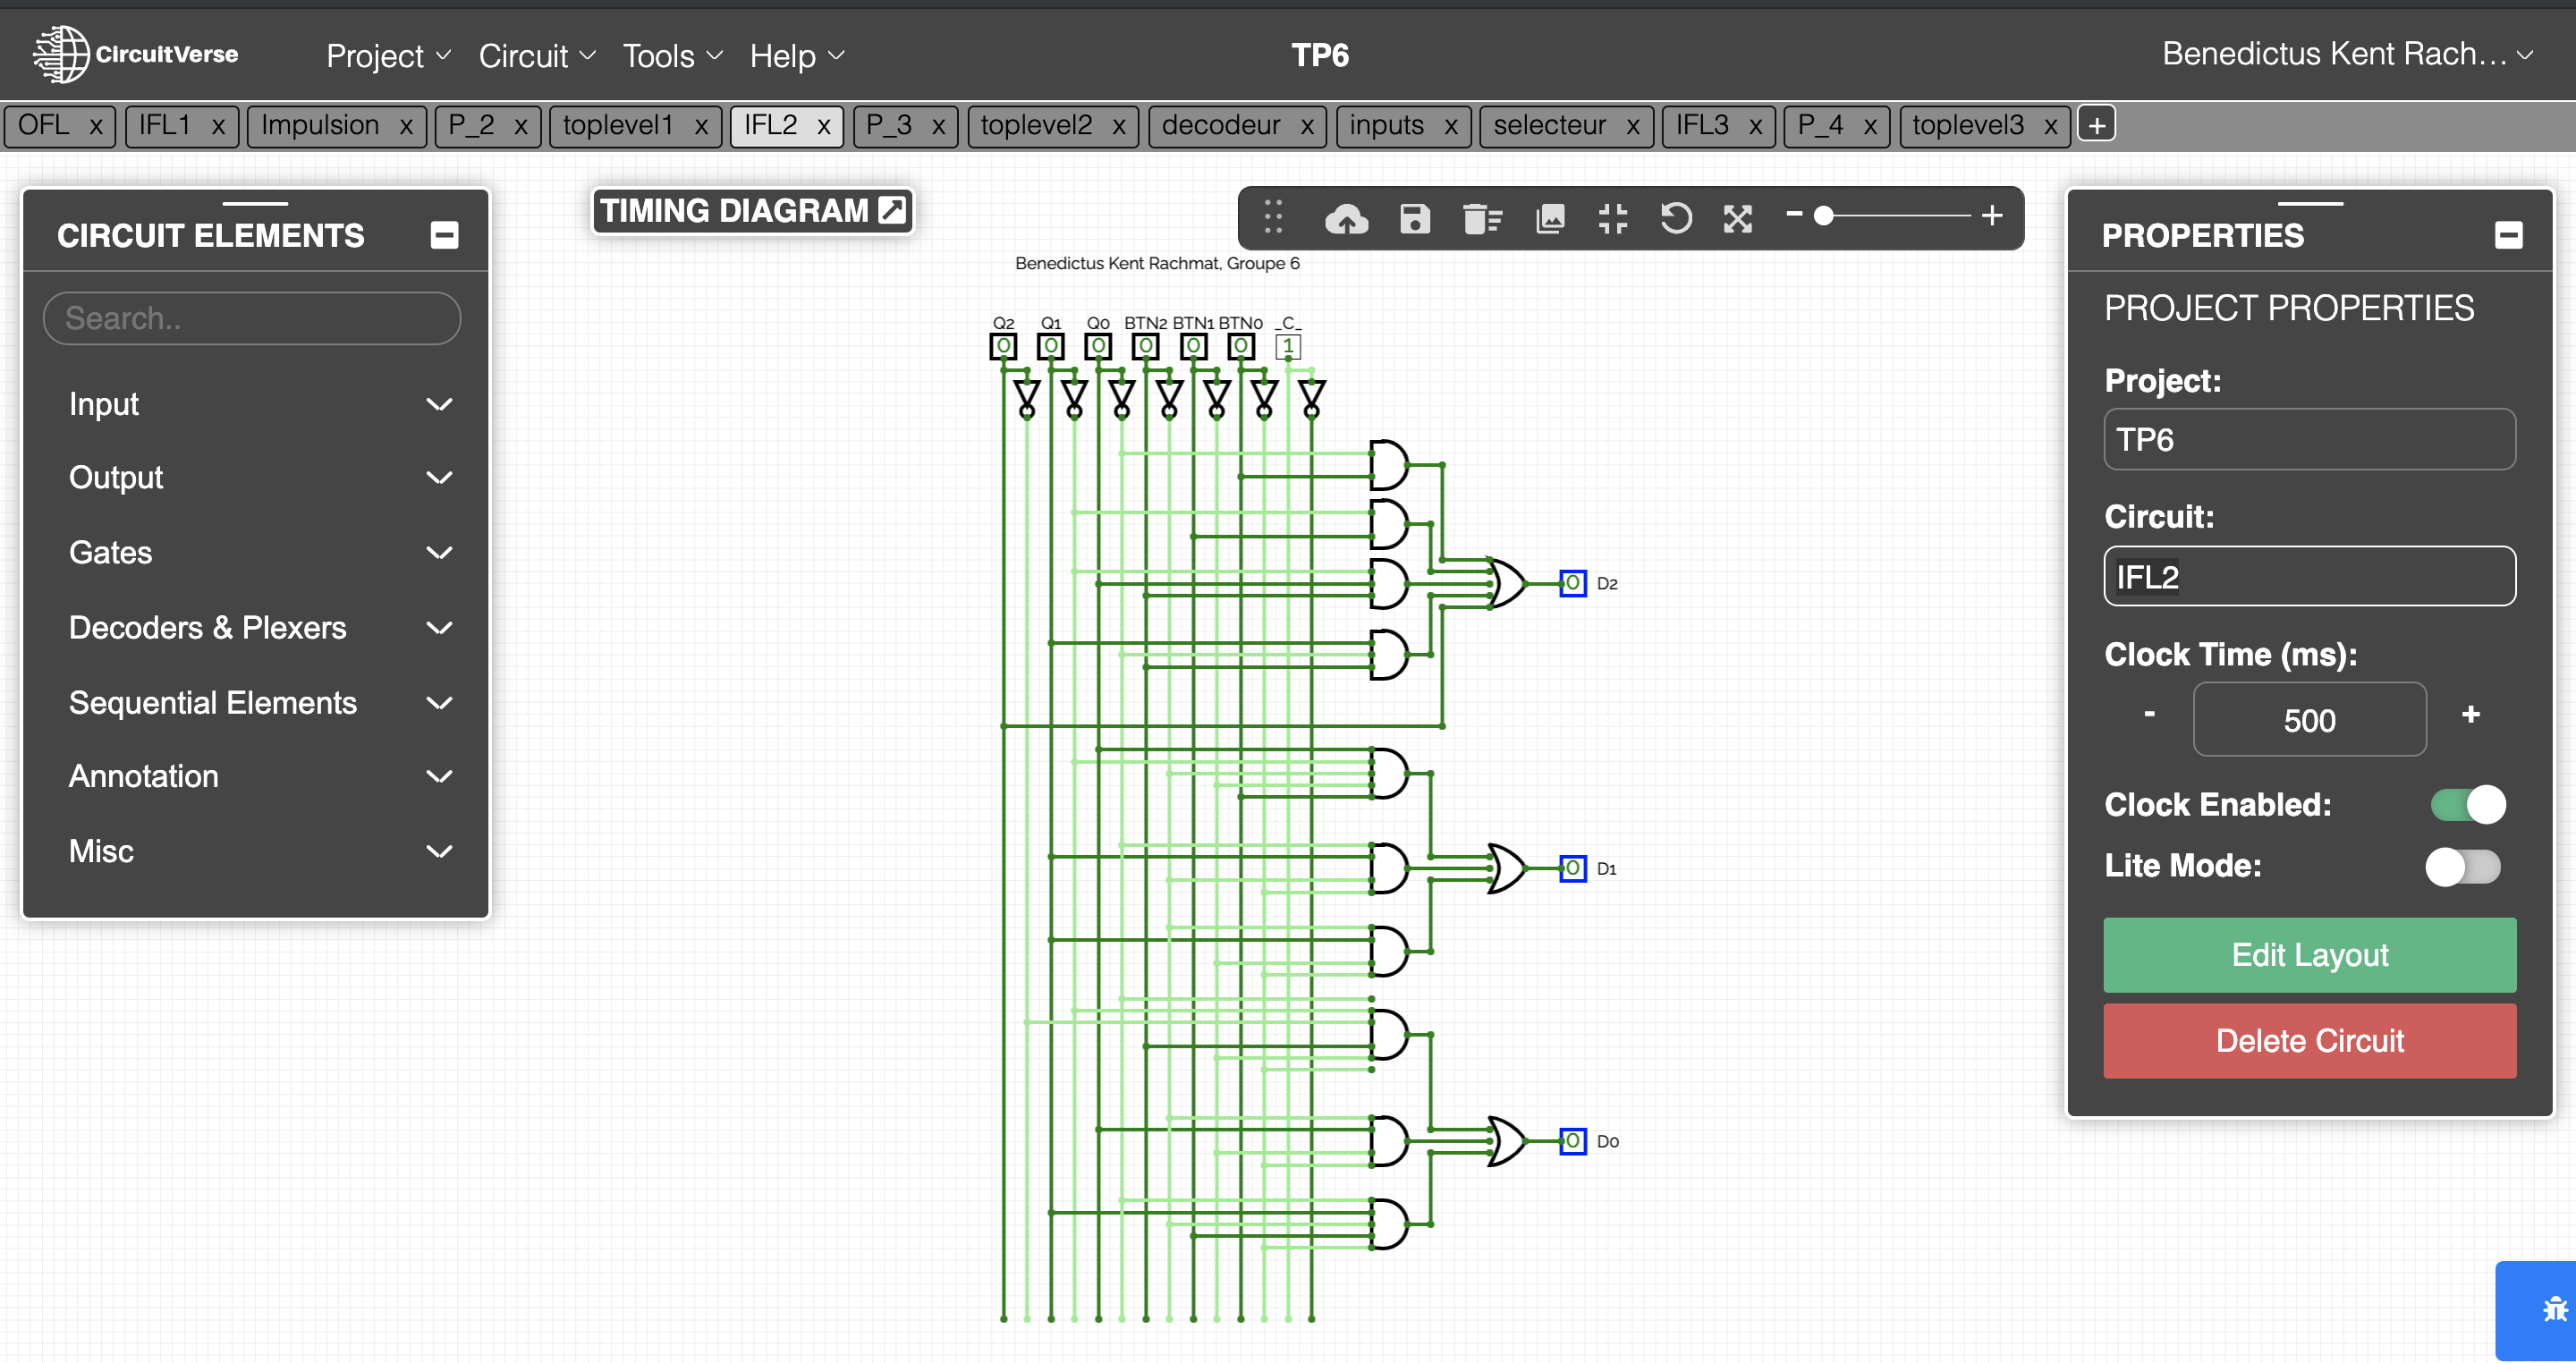 CircuitVerse
Project
Circuit
Tools
Help
TP6
Benedictus Kent Rach...
OFL x
IFL1 x
Impulsion x
P_2 x
toplevel1 x
IFL2 x
P_3 x
toplevel2 x
decodeur x
inputs x
selecteur x
IFL3 x
P_4 x
toplevel3 x
+
CIRCUIT ELEMENTS
Search..
Input
Output
Gates
Decoders & Plexers
Sequential Elements
Annotation
Misc
TIMING DIAGRAM
- +
Benedictus Kent Rachmat, Groupe 6
Q2 Q1 Q0 BTN2 BTN1 BTN0 _C_
0 0 0 0 0 0 1
0 D2
0 D1
0 D0
PROPERTIES
PROJECT PROPERTIES
Project:
TP6
Circuit:
IFL2
Clock Time (ms):
- 500 +
Clock Enabled:
Lite Mode:
Edit Layout
Delete Circuit